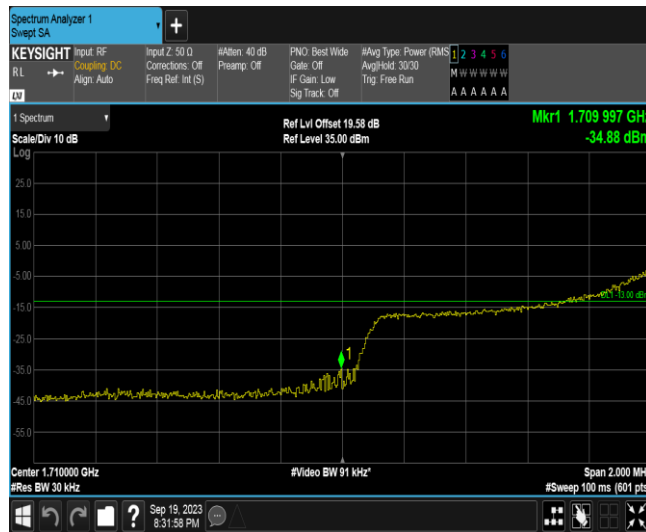 Spectrum Analyzer 1
Swept SA
+
KEYSIGHT
RL
LXI
Input: RF
Coupling: DC
Align: Auto
Input Z: 50 Ω
Corrections: Off
Freq Ref: Int (S)
#Atten: 40 dB
Preamp: Off
PNO: Best Wide
Gate: Off
IF Gain: Low
Sig Track: Off
#Avg Type: Power (RMS
Avg|Hold: 30/30
Trig: Free Run
1 2 3 4 5 6
M W W W W W
A A A A A A
1 Spectrum
Scale/Div 10 dB
Ref Lvl Offset 19.58 dB
Ref Level 35.00 dBm
Mkr1 1.709 997 GHz
-34.88 dBm
Log
25.0
15.0
5.00
-5.00
DL1 -13.00 dBm
-15.0
-25.0
1
-35.0
-45.0
-55.0
Center 1.710000 GHz
#Res BW 30 kHz
#Video BW 91 kHz*
Span 2.000 MH
#Sweep 100 ms (601 pts
?
Sep 19, 2023
8:31:58 PM